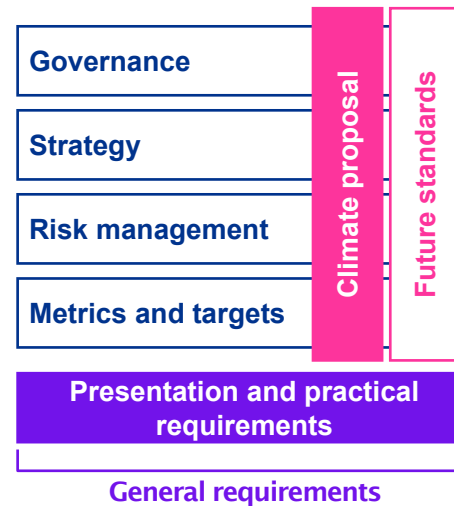 Governance
Strategy
Risk management
Metrics and targets
Climate proposal
Future standards
Presentation and practical
requirements
General requirements